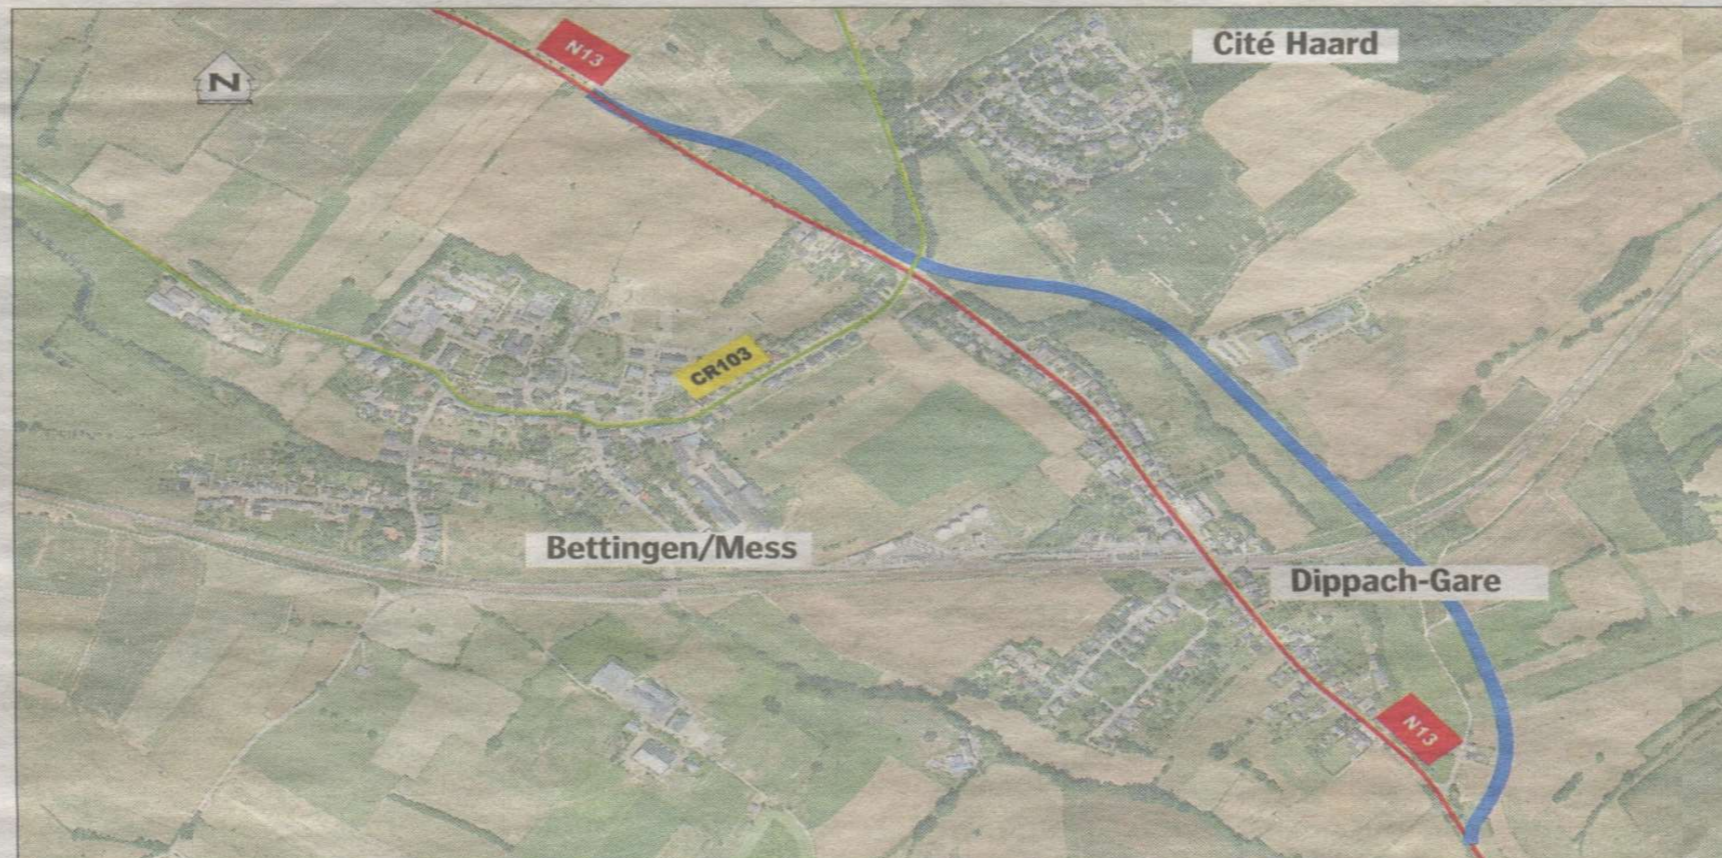 N13
Cité Haard
N
CR103
Bettingen/Mess
Dippach-Gare
N13